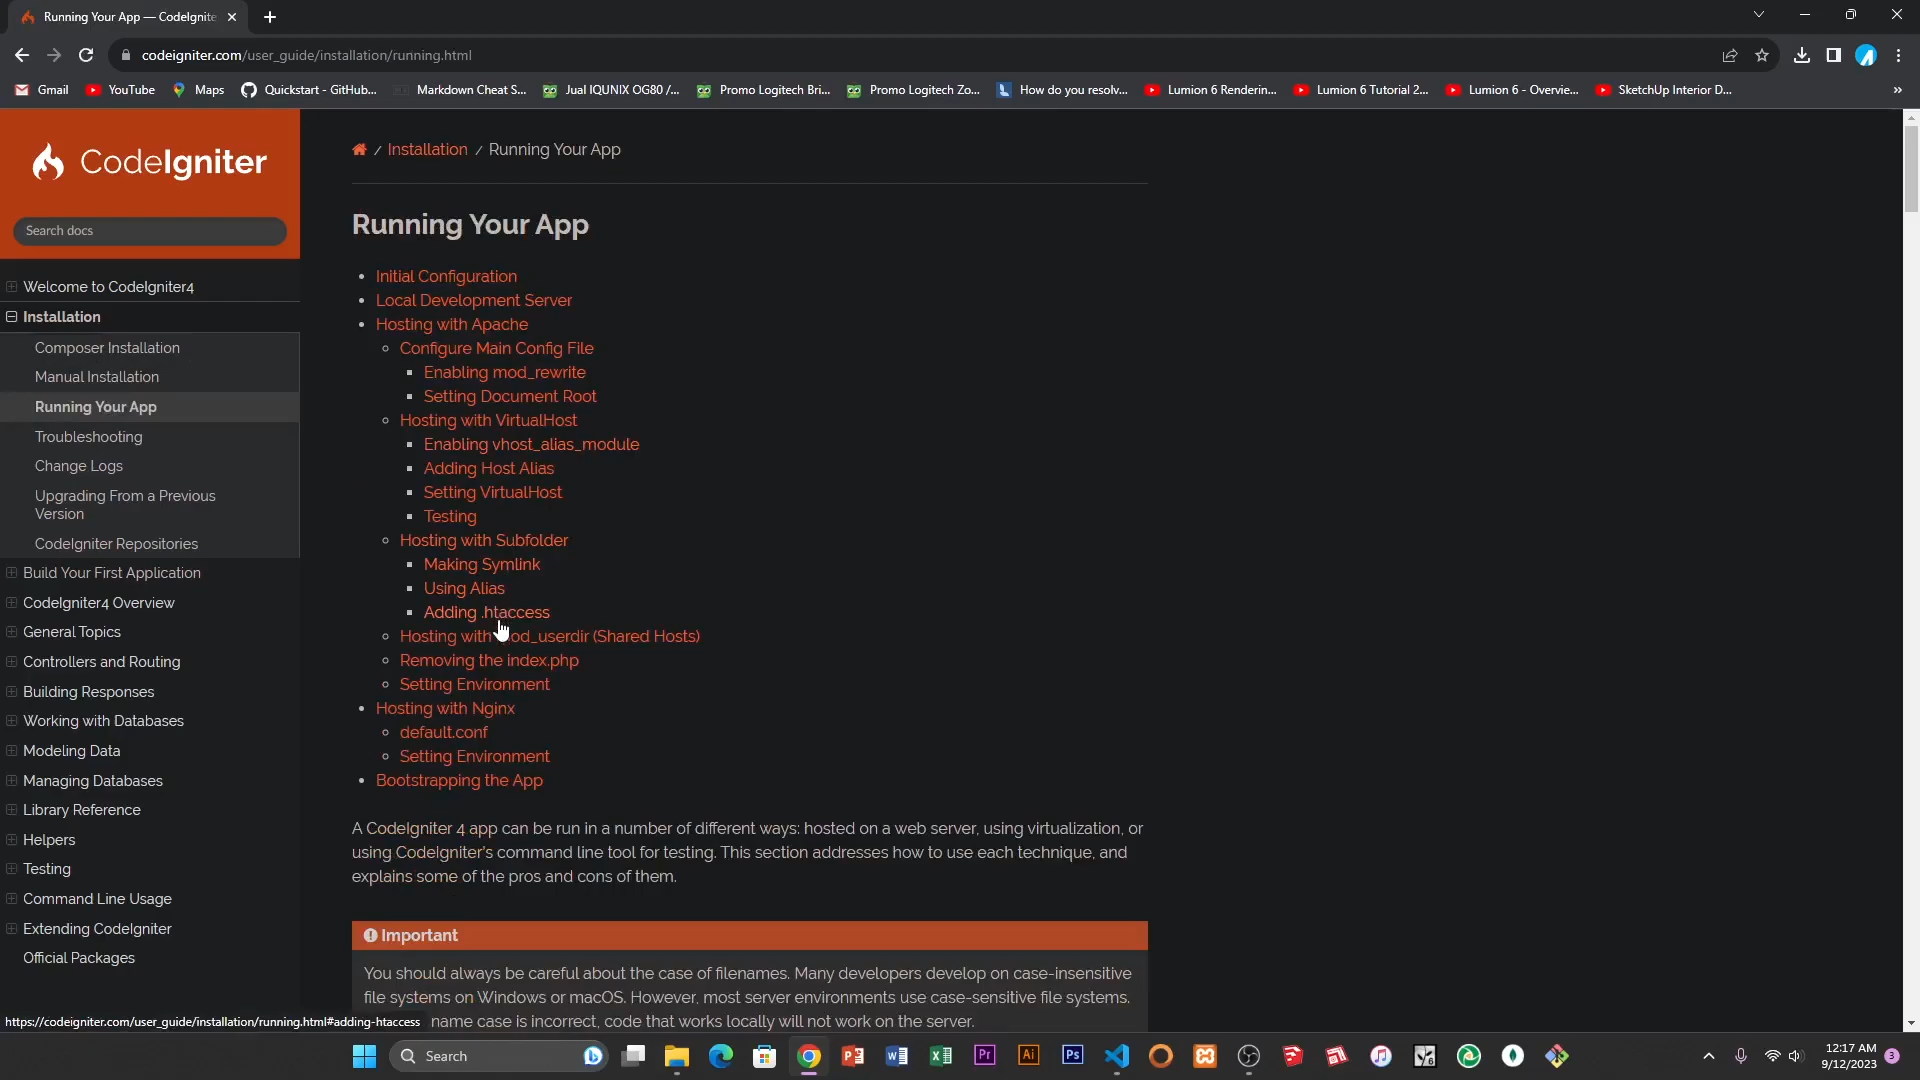 Running Your App — CodeIgnite
codeigniter.com/user_guide/installation/running.html
Gmail
YouTube
Maps
Quickstart - GitHub...
Markdown Cheat S...
Jual IQUNIX OG80 /...
Promo Logitech Bri...
Promo Logitech Zo...
How do you resolv...
Lumion 6 Renderin...
Lumion 6 Tutorial 2...
Lumion 6 - Overvie...
SketchUp Interior D...
»
CodeIgniter
Search docs
Welcome to CodeIgniter4
Installation
Composer Installation
Manual Installation
Running Your App
Troubleshooting
Change Logs
Upgrading From a Previous
Version
CodeIgniter Repositories
Build Your First Application
CodeIgniter4 Overview
General Topics
Controllers and Routing
Building Responses
Working with Databases
Modeling Data
Managing Databases
Library Reference
Helpers
Testing
Command Line Usage
Extending CodeIgniter
Official Packages
/ Installation / Running Your App
Running Your App
Initial Configuration
Local Development Server
Hosting with Apache
Configure Main Config File
Enabling mod_rewrite
Setting Document Root
Hosting with VirtualHost
Enabling vhost_alias_module
Adding Host Alias
Setting VirtualHost
Testing
Hosting with Subfolder
Making Symlink
Using Alias
Adding .htaccess
Hosting with od_userdir (Shared Hosts)
Removing the index.php
Setting Environment
Hosting with Nginx
default.conf
Setting Environment
Bootstrapping the App
A CodeIgniter 4 app can be run in a number of different ways: hosted on a web server, using virtualization, or
using CodeIgniter's command line tool for testing. This section addresses how to use each technique, and
explains some of the pros and cons of them.
Important
You should always be careful about the case of filenames. Many developers develop on case-insensitive
file systems on Windows or macOS. However, most server environments use case-sensitive file systems.
name case is incorrect, code that works locally will not work on the server.
https://codeigniter.com/user_guide/installation/running.html#adding-htaccess
Search
Pr
Ai
Ps
12:17 AM
9/12/2023
3